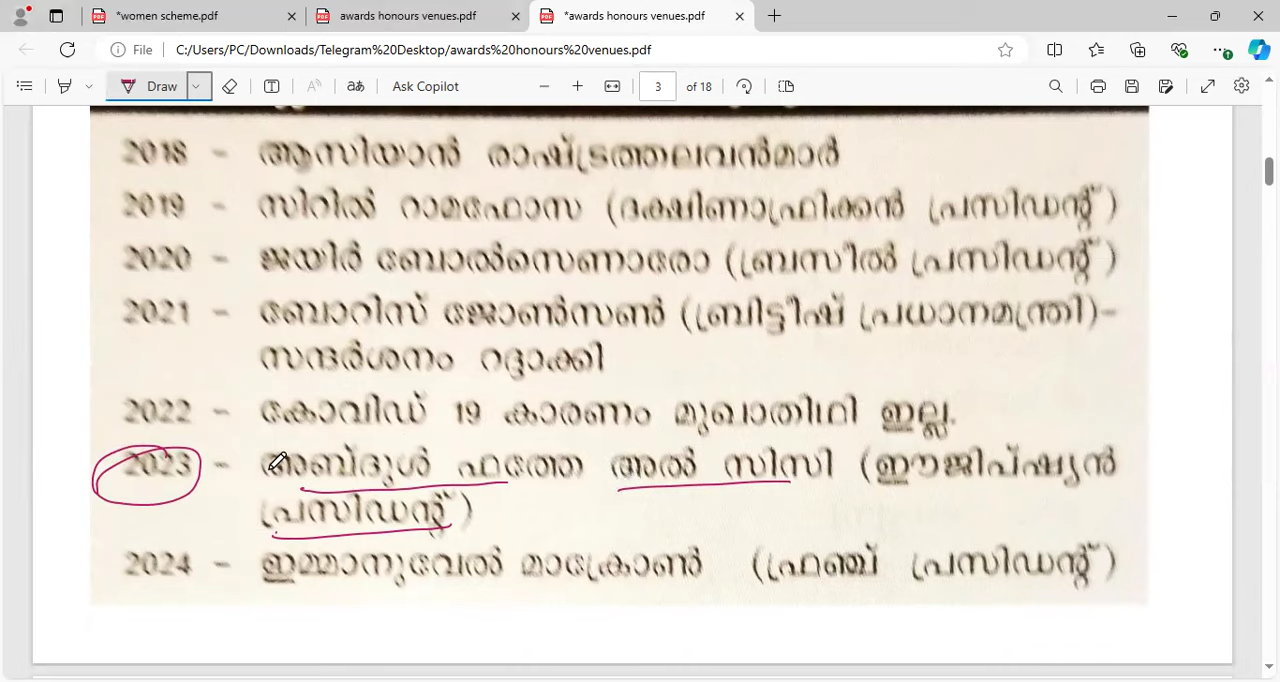 *women scheme.pdf
awards honours venues.pdf
*awards honours venues.pdf
File
C:/Users/PC/Downloads/Telegram%20Desktop/awards%20honours%20venues.pdf
Draw
Ask Copilot
3 of 18
2018 - ആസിയാൻ രാഷ്ട്രത്തലവൻമാർ
2019 - സിറിൽ റാമഫോസ (ദക്ഷിണാഫ്രിക്കൻ പ്രസിഡന്റ്)
2020 - ജയിർ ബോൽസെണാരോ (ബ്രസീൽ പ്രസിഡന്റ്)
2021 - ബോറിസ് ജോൺസൺ (ബ്രിട്ടീഷ് പ്രധാനമന്ത്രി)-
സന്ദർശനം റദ്ദാക്കി
2022 - കോവിഡ് 19 കാരണം മുഖാതിഥി ഇല്ല.
2023 - അബ്ദുൾ ഫത്തേ അൽ സിസി (ഈജിപ്ഷ്യൻ
പ്രസിഡന്റ്)
2024 - ഇമ്മാനുവേൽ മാക്രോൺ (ഫ്രഞ്ച് പ്രസിഡന്റ്)